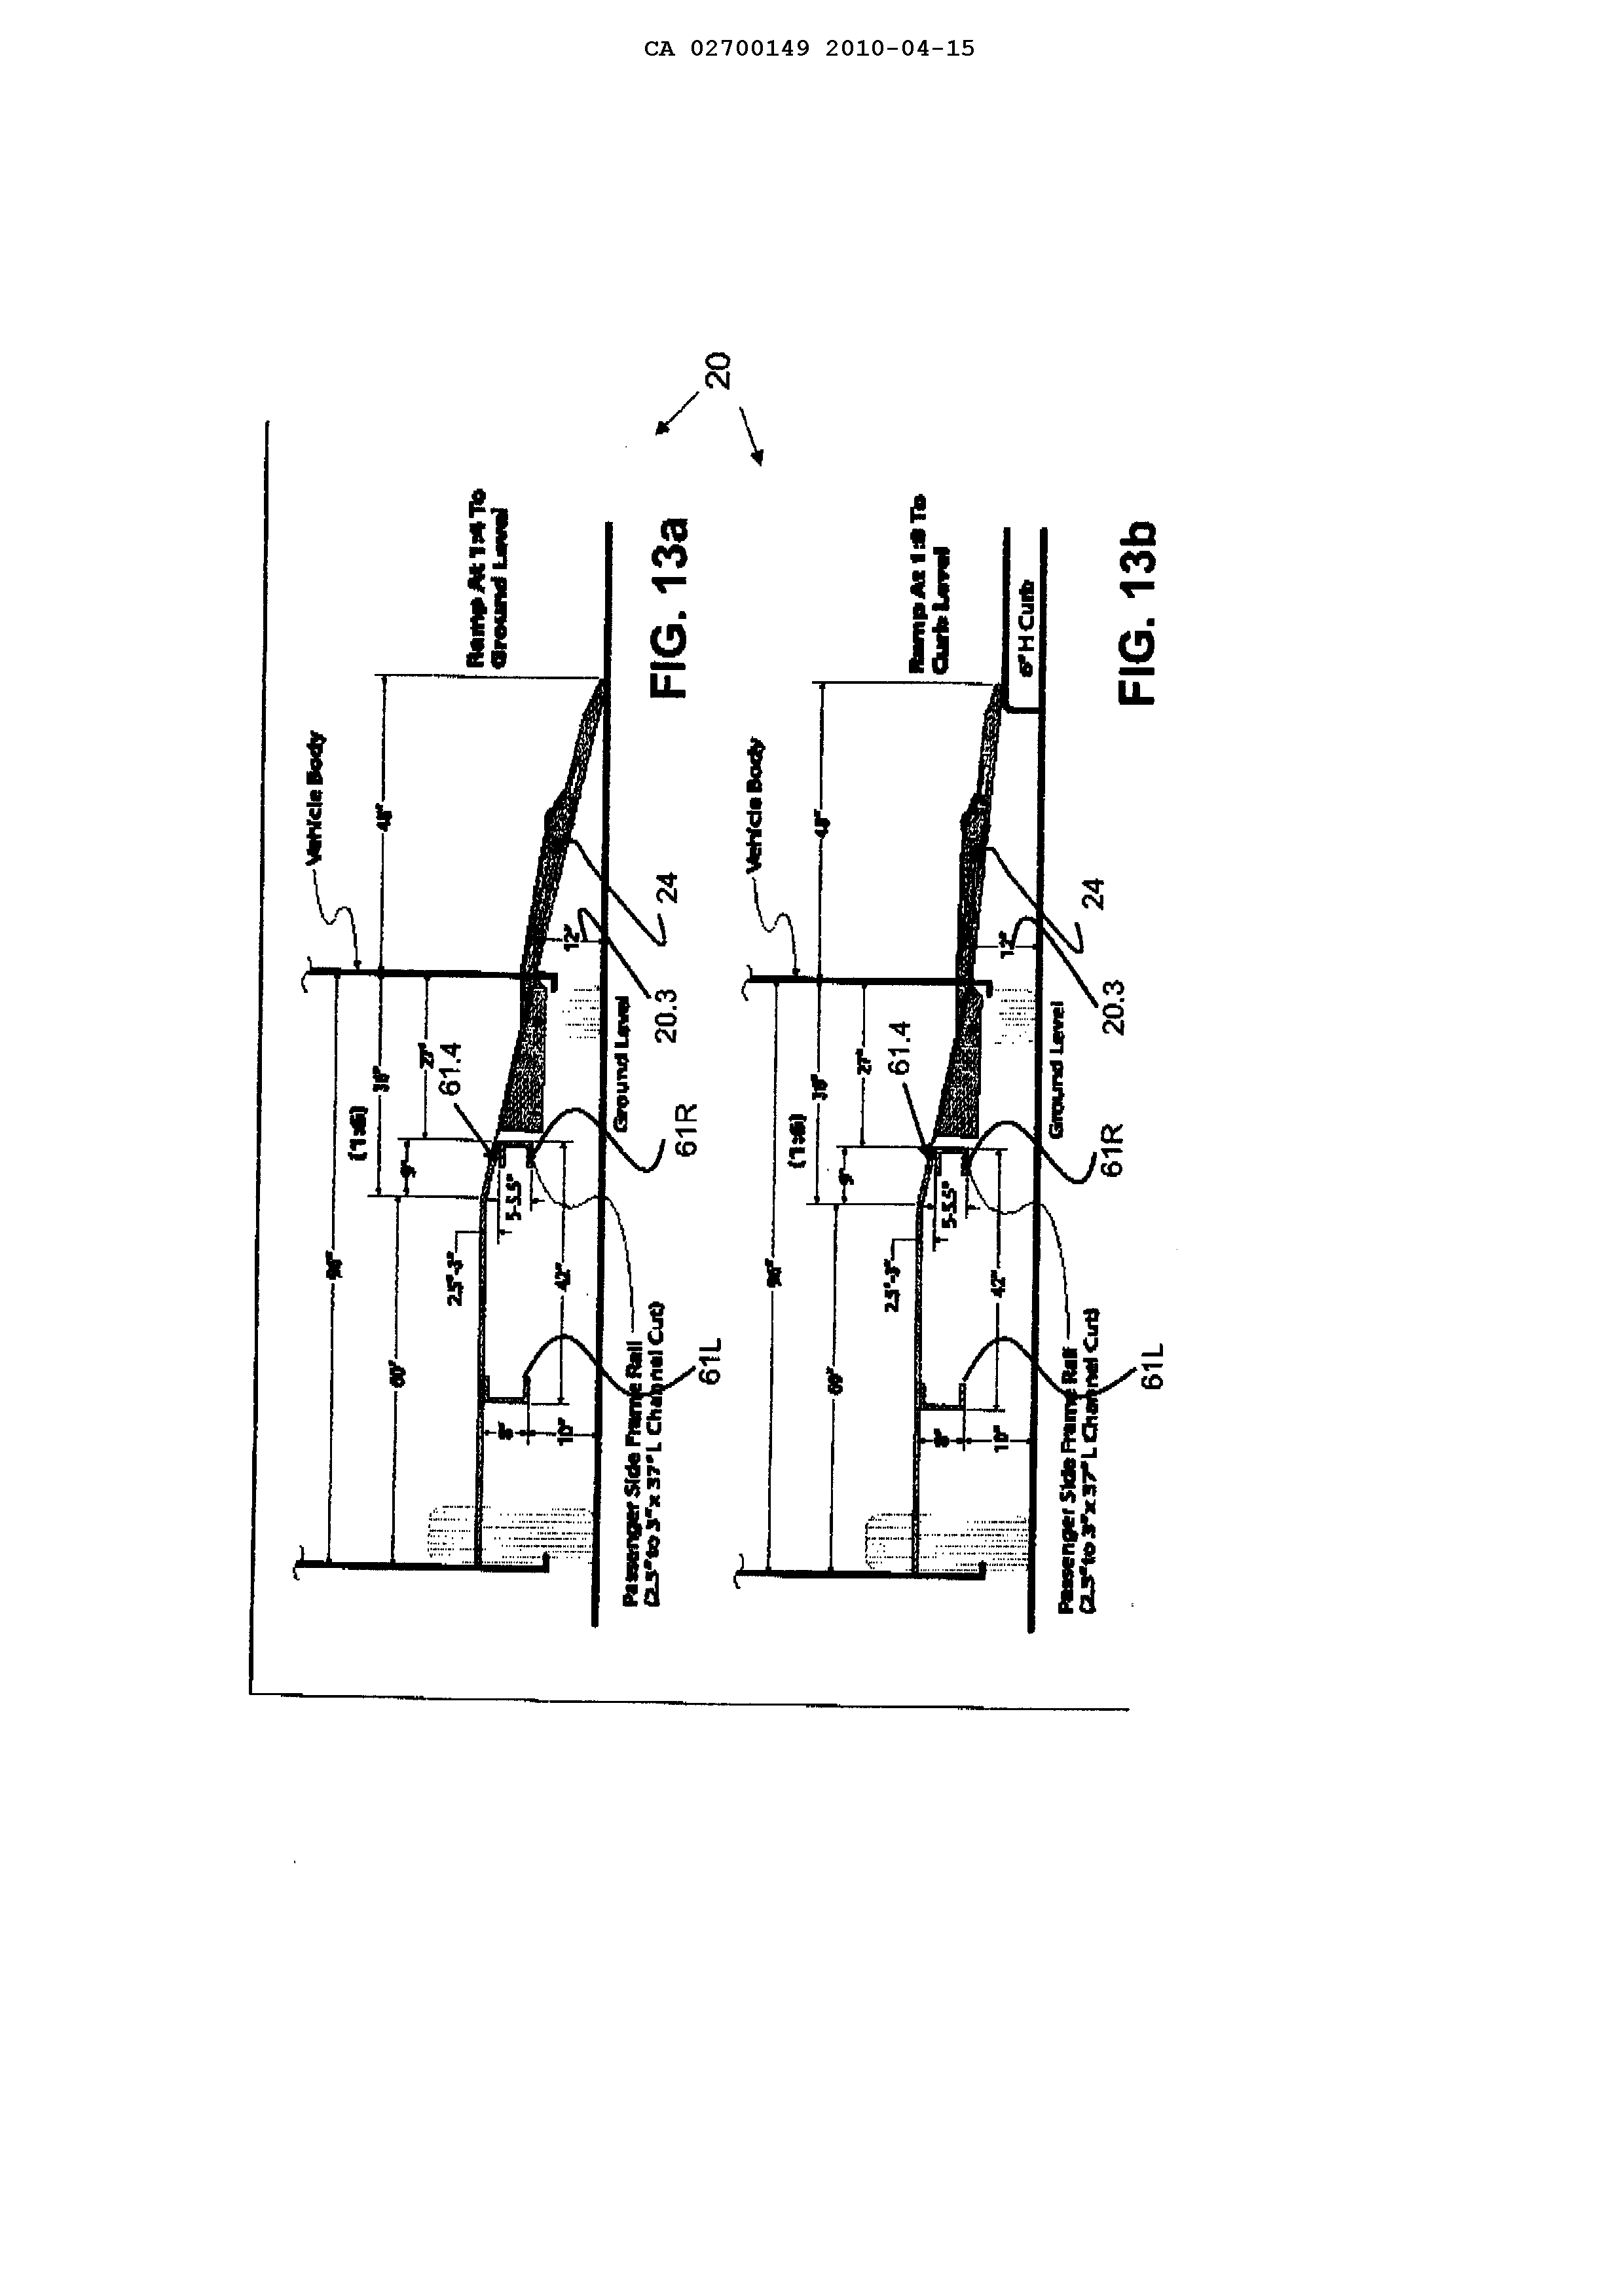 CA 02700149 2010-04-15
20
Ramp At 1:4 To
Ground Level
FIG. 13a
Vehicle Body
48"
96"
(1:6)
36"
27"
9"
60"
61.4
2.5"-3"
5-5.5"
42"
8"
10"
12"
24
20.3
Ground Level
61R
61L
Passenger Side Frame Rail
(2.5" to 3" x 37" L Channel Cut)
Ramp At 1:8 To
Curb Level
6" H Curb
FIG. 13b
Vehicle Body
48"
96"
(1:6)
36"
27"
9"
61.4
2.5"-3"
5-5.5"
42"
8"
10"
12"
24
20.3
Ground Level
61R
61L
Passenger Side Frame Rail
(2.5" to 3" x 37" L Channel Cut)